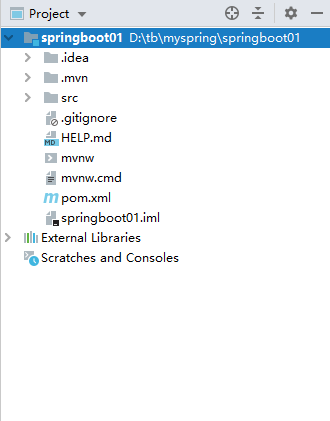 Project
springboot01 D:\tb\myspring\springboot01
.idea
.mvn
src
.gitignore
MD HELP.md
mvnw
mvnw.cmd
m pom.xml
springboot01.iml
External Libraries
Scratches and Consoles